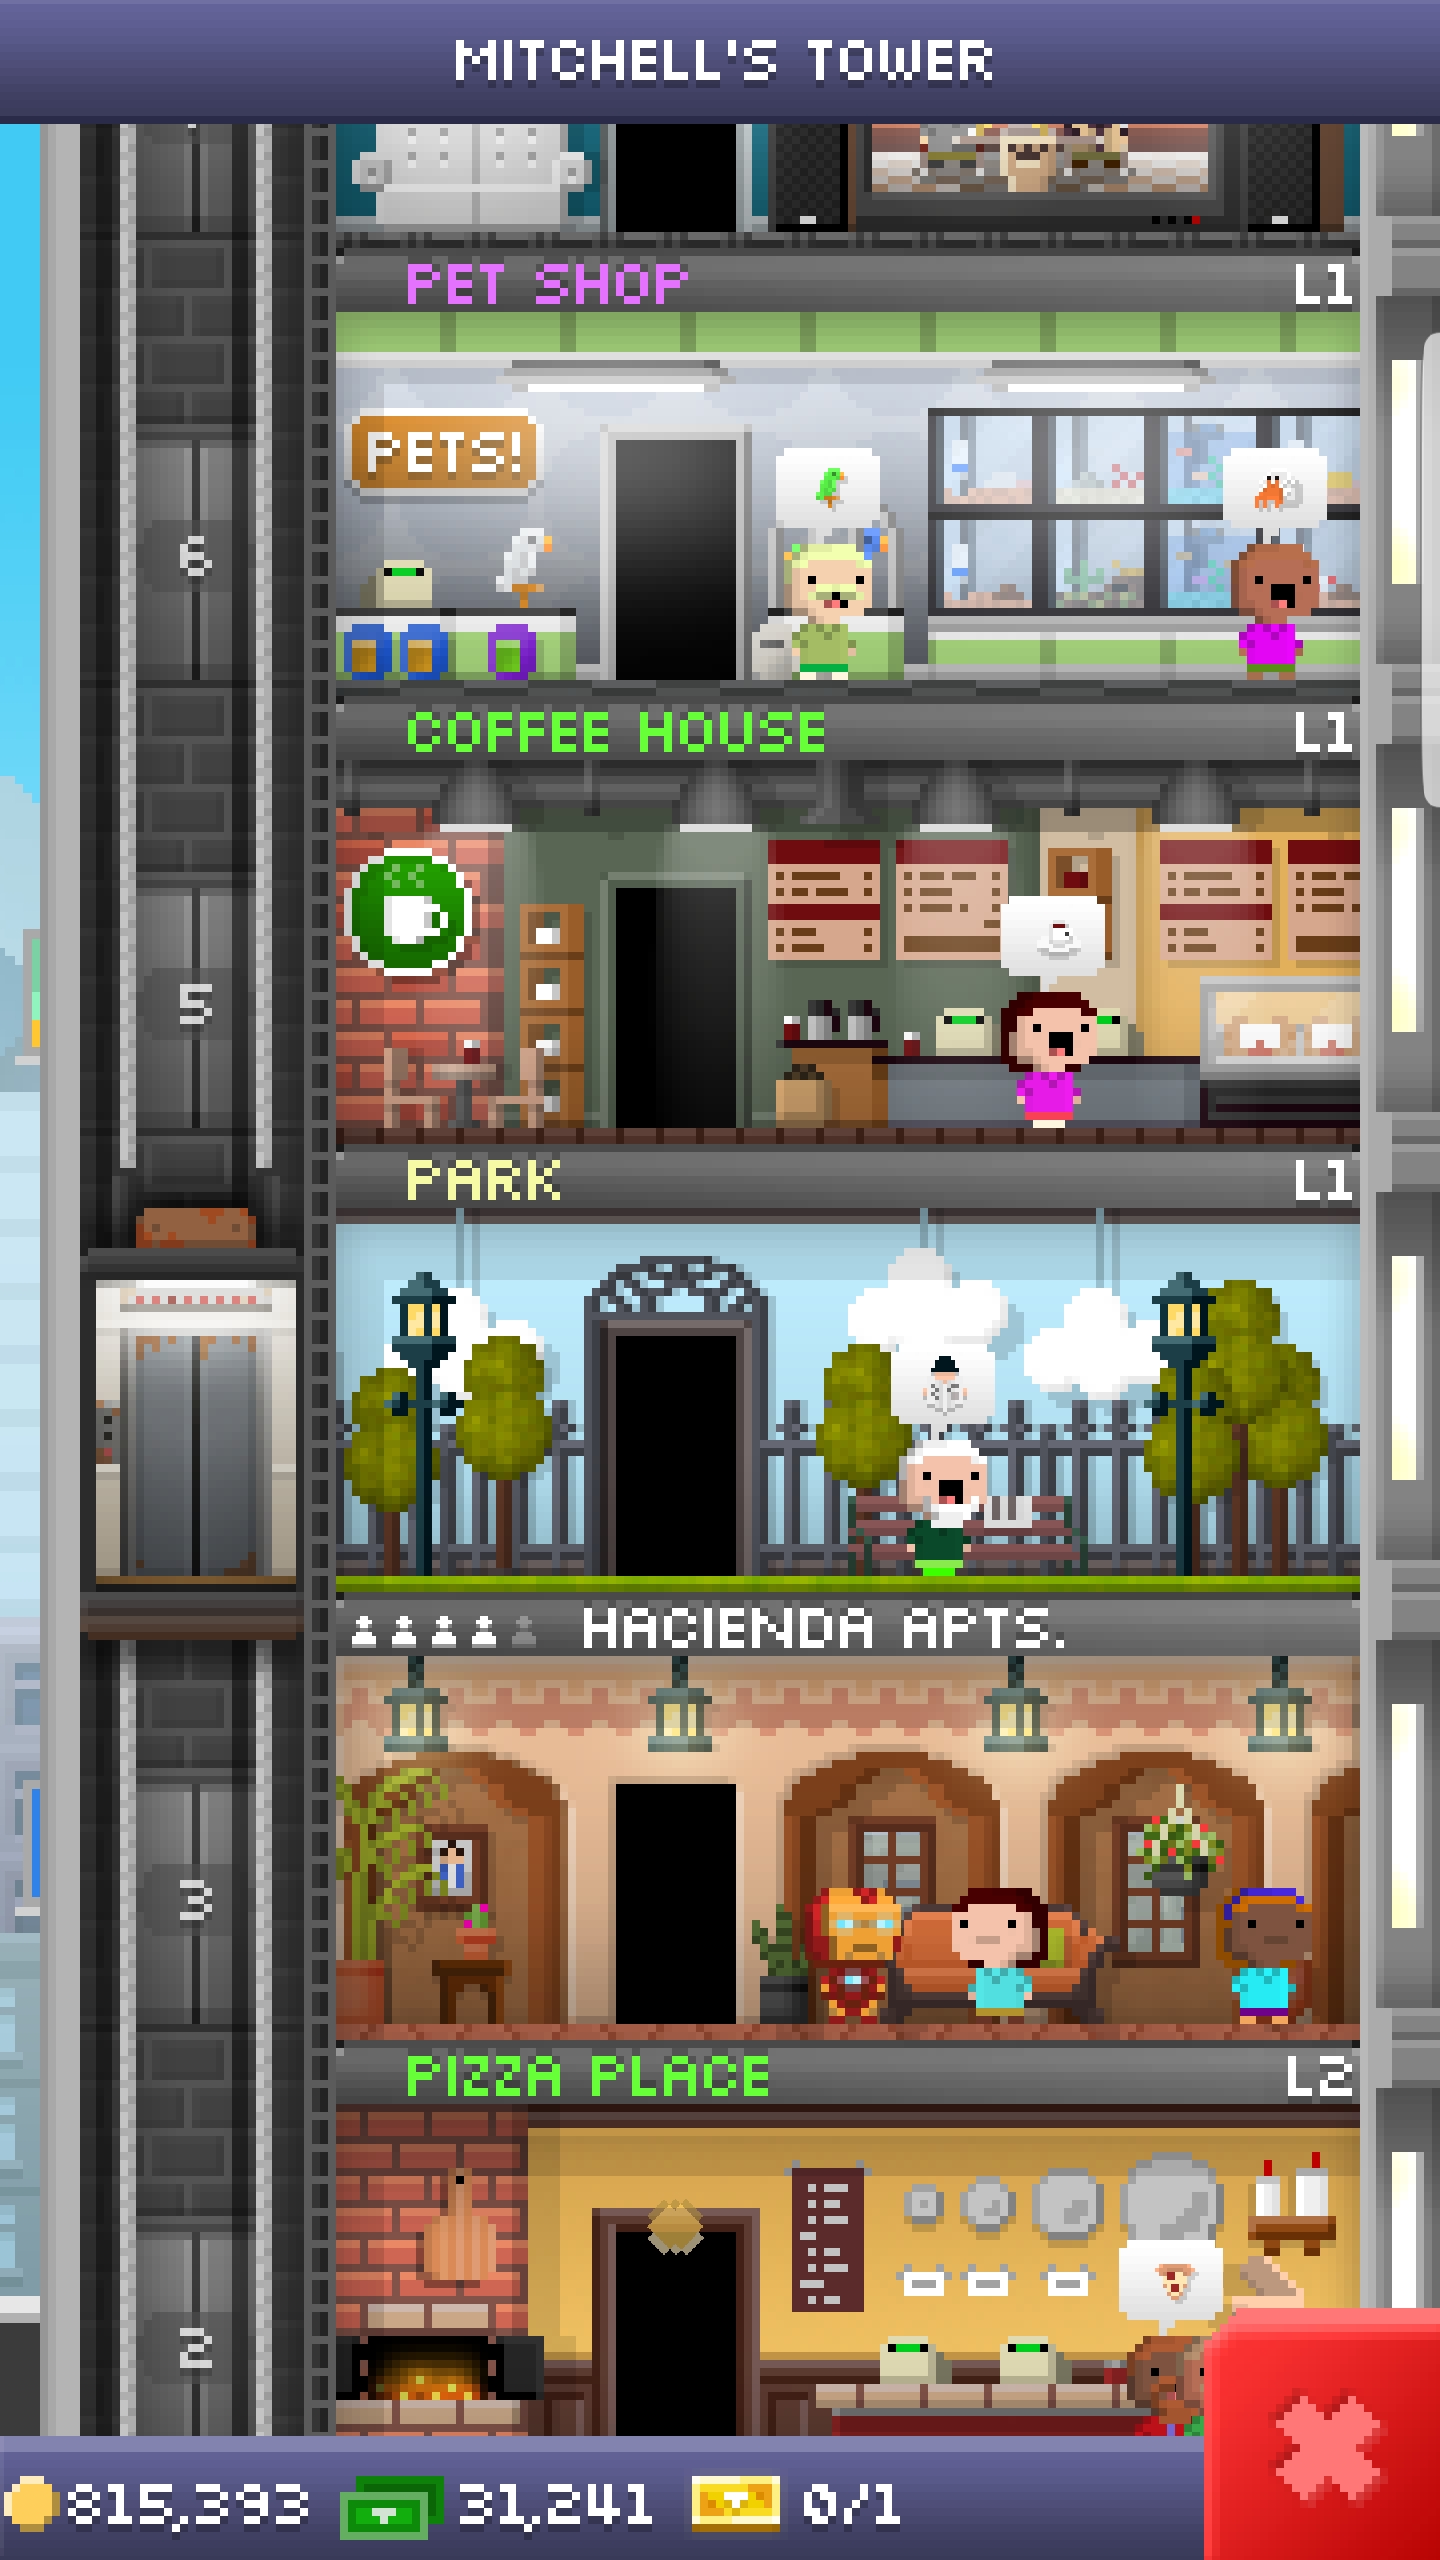 MITCHELL'S TOWER
PET SHOP L1
PETS!
6
COFFEE HOUSE L1
5
PARK L1
HACIENDA APTS.
3
PIZZA PLACE L2
2
815,393 31,241 0/1